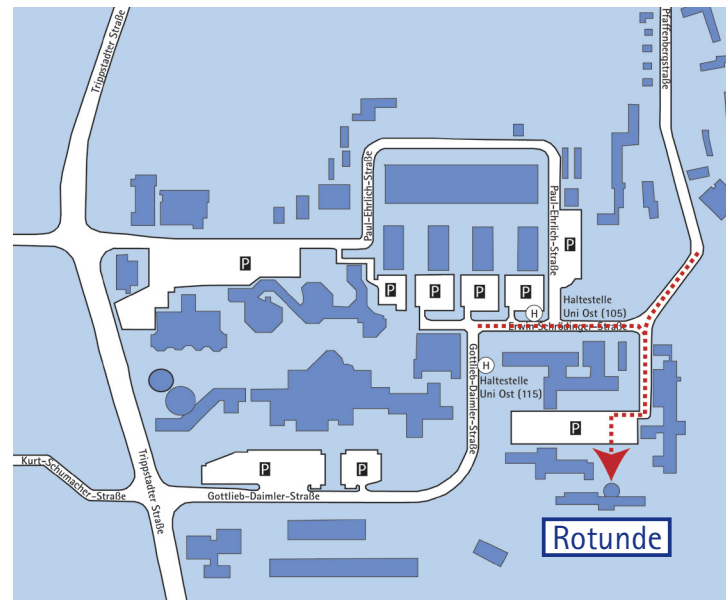 Trippstadter Straße
Pfaffenbergstraße
Paul-Ehrlich-Straße
Paul-Ehrlich-Straße
P
P
P
P
P
P
H
Haltestelle
Uni Ost (105)
Erwin-Schrödinger-Straße
H
Haltestelle
Uni Ost (115)
Gottlieb-Daimler-Straße
P
Kurt-Schumacher-Straße
Trippstadter Straße
P
P
Gottlieb-Daimler-Straße
Rotunde